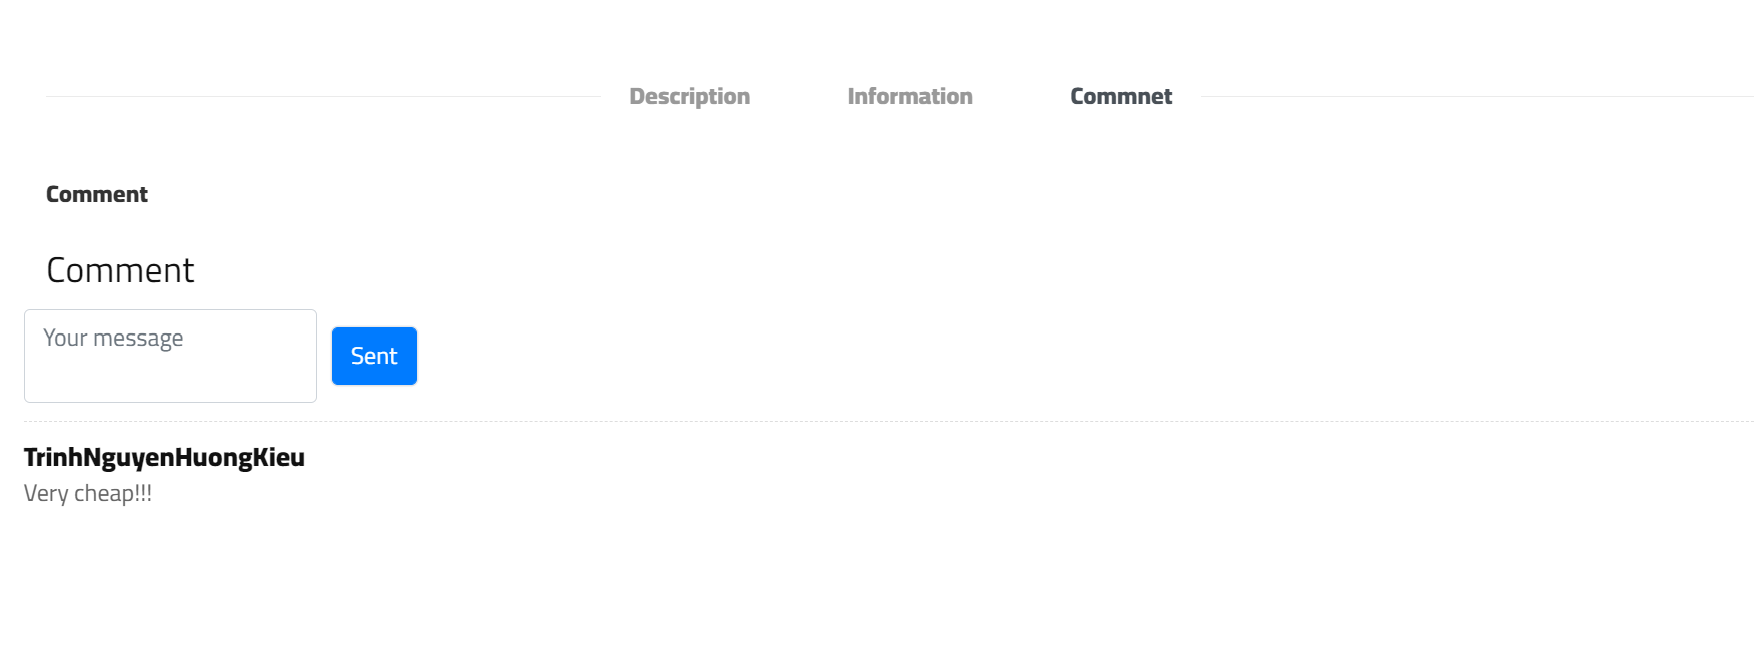 Description Information Commnet
Comment
Comment
Your message
Sent
TrinhNguyenHuongKieu
Very cheap!!!